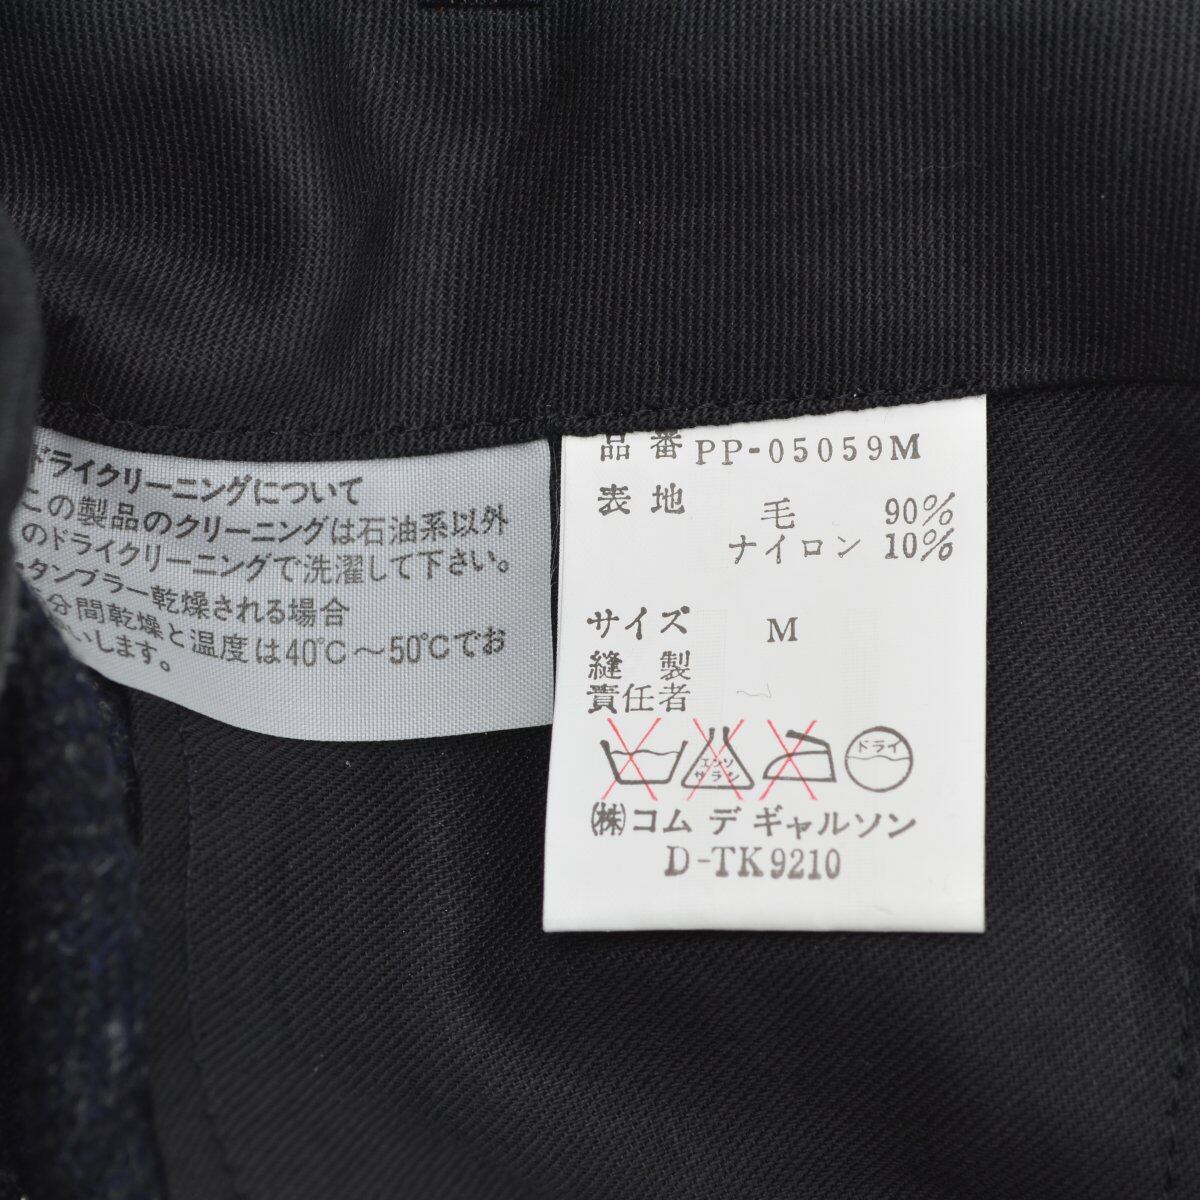 ドライクリーニングについて
この製品のクリーニングは石油系以外
のドライクリーニングで洗濯して下さい。
タンブラー乾燥される場合
分間乾燥と温度は40℃～50℃でお
いします。
品番 PP-05059M
表地
毛 90%
ナイロン 10%
サイズ M
縫製
責任者
エンソ
サラシ
ドライ
㈱コム デ ギャルソン
D-TK9210